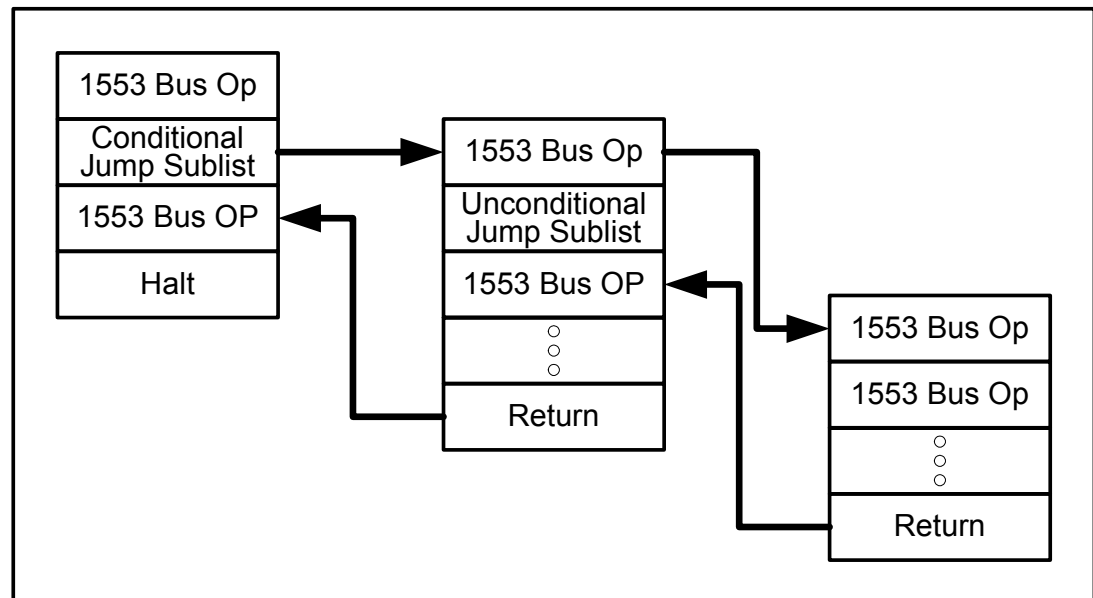 1553 Bus Op
Conditional
Jump Sublist
1553 Bus OP
Halt
1553 Bus Op
Unconditional
Jump Sublist
1553 Bus OP
Return
1553 Bus Op
1553 Bus Op
Return